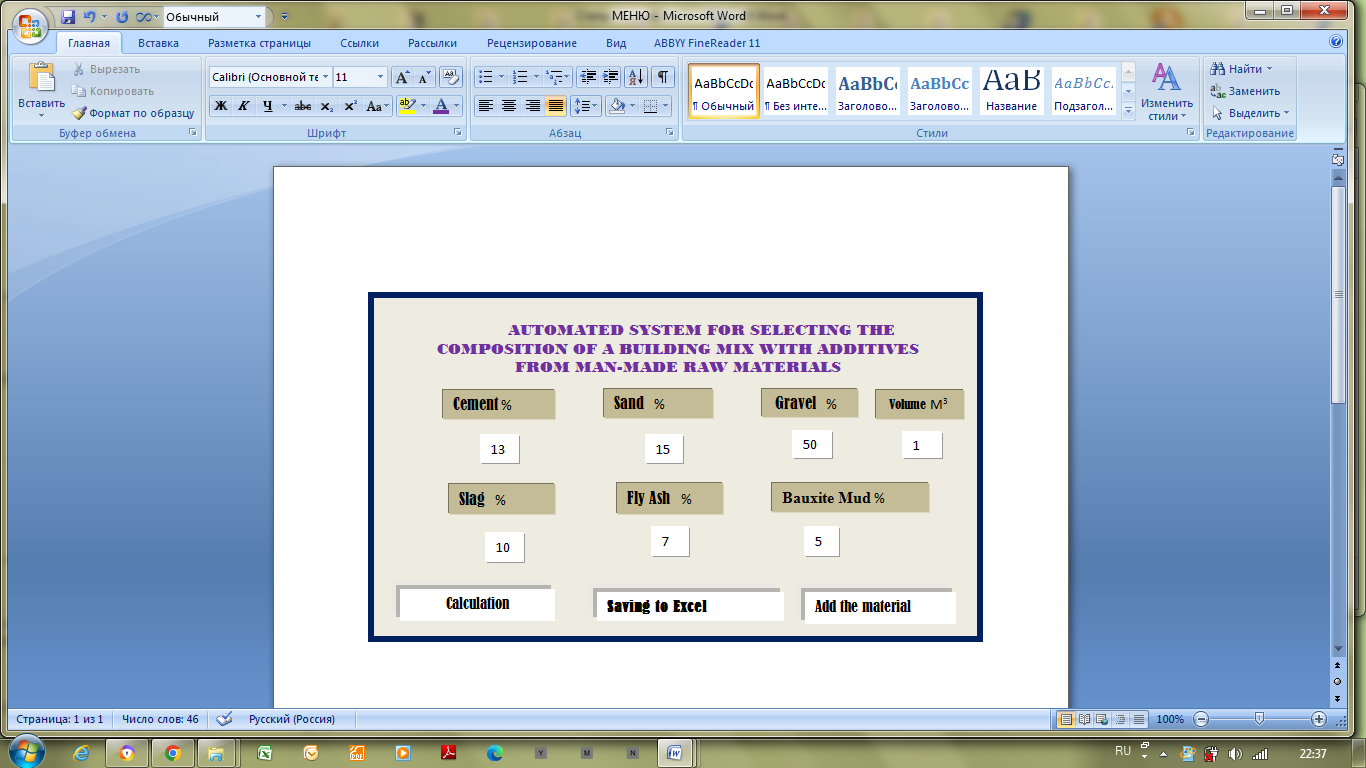 Обычный
МЕНЮ - Microsoft Word
Главная Вставка Разметка страницы Ссылки Рассылки Рецензирование Вид ABBYY FineReader 11
Вставить
Вырезать
Копировать
Формат по образцу
Буфер обмена
Calibri (Основной те 11
Ж К Ч abc x₂ x² Aa
Шрифт
Абзац
AaBbCcDc AaBbCcDc AaBbC AaBbCc AaB AaBbCc.
¶ Обычный ¶ Без инте... Заголово... Заголово... Название Подзагол...
Изменить стили
Стили
Найти
Заменить
Выделить
Редактирование
AUTOMATED SYSTEM FOR SELECTING THE
COMPOSITION OF A BUILDING MIX WITH ADDITIVES
FROM MAN-MADE RAW MATERIALS
Cement % Sand % Gravel % Volume M³
13 15 50 1
Slag % Fly Ash % Bauxite Mud %
10 7 5
Calculation Saving to Excel Add the material
Страница: 1 из 1 Число слов: 46 Русский (Россия) 100%
Y M N RU 22:37